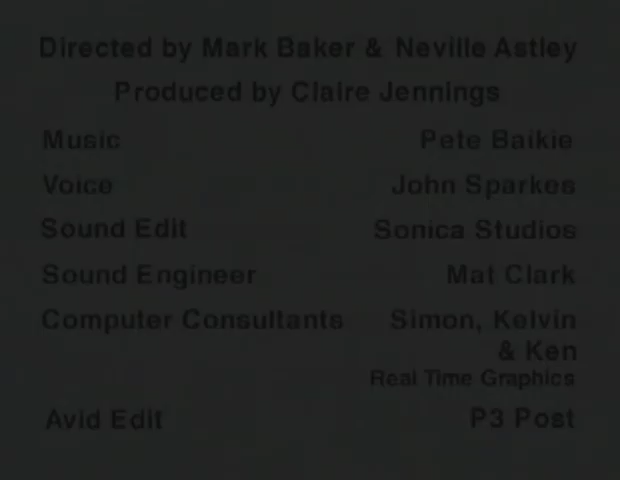 Directed by Mark Baker & Neville Astley
Produced by Claire Jennings
Music Pete Baikie
Voice John Sparkes
Sound Edit Sonica Studios
Sound Engineer Mat Clark
Computer Consultants Simon, Kelvin
& Ken
Real Time Graphics
Avid Edit P3 Post